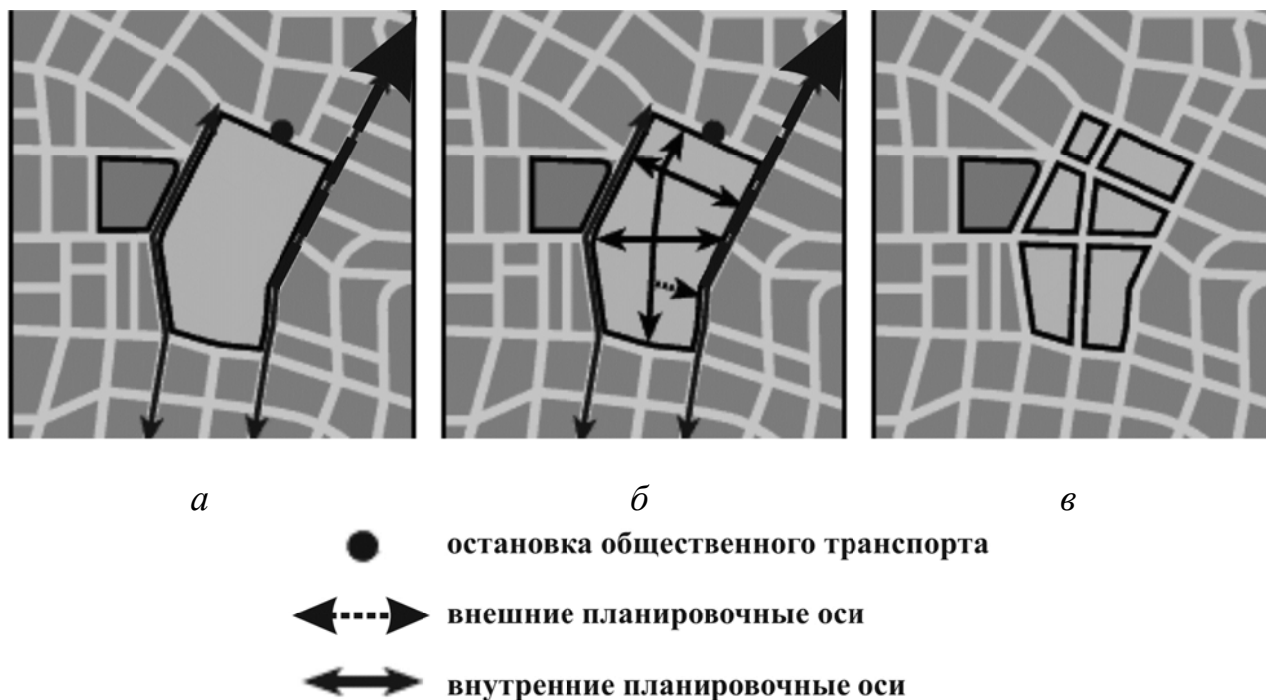 а б в
остановка общественного транспорта
внешние планировочные оси
внутренние планировочные оси